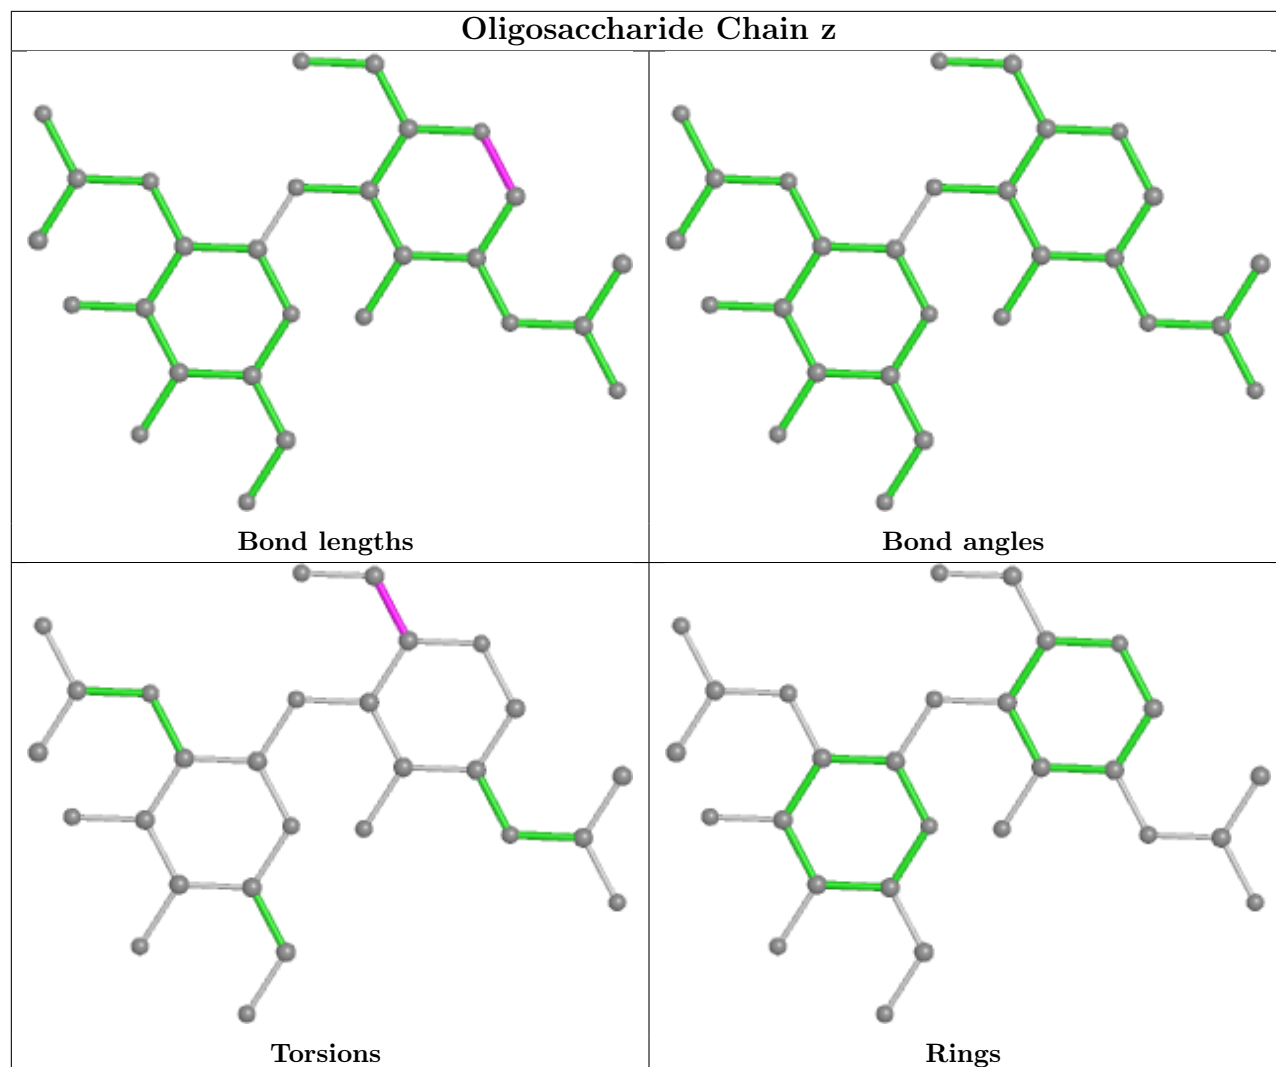 Oligosaccharide Chain z
Bond lengths
Bond angles
Torsions
Rings